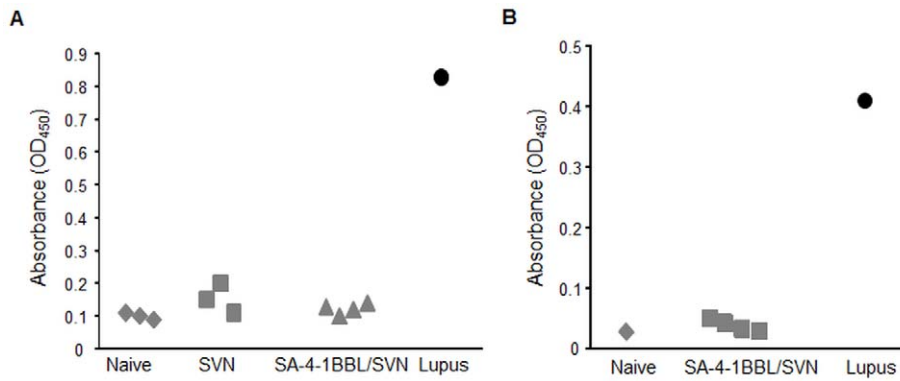 A
Absorbance (OD450)
0.9
0.8
0.7
0.6
0.5
0.4
0.3
0.2
0.1
0
Naive SVN SA-4-1BBL/SVN Lupus
B
Absorbance (OD450)
0.5
0.4
0.3
0.2
0.1
0
Naive SA-4-1BBL/SVN Lupus